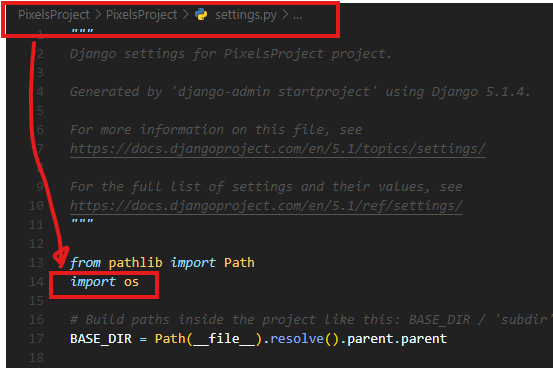 PixelsProject > PixelsProject > settings.py > ...
1 """
2 Django settings for PixelsProject project.
3
4 Generated by 'django-admin startproject' using Django 5.1.4.
5
6 For more information on this file, see
7 https://docs.djangoproject.com/en/5.1/topics/settings/
8
9 For the full list of settings and their values, see
10 https://docs.djangoproject.com/en/5.1/ref/settings/
11 """
12
13 from pathlib import Path
14 import os
15
16 # Build paths inside the project like this: BASE_DIR / 'subdir'
17 BASE_DIR = Path(__file__).resolve().parent.parent
18